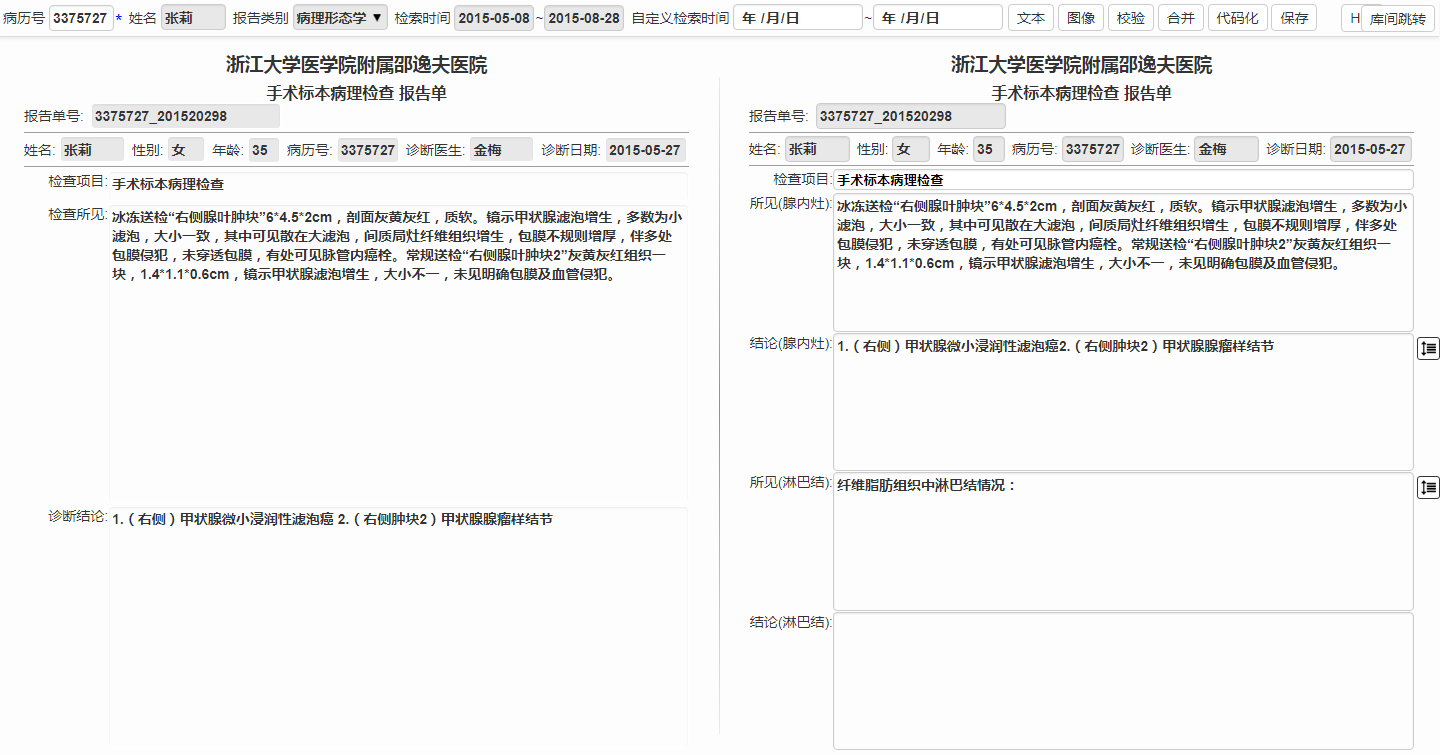 病历号 3375727 * 姓名 张莉 报告类别 病理形态学 ▼ 检索时间 2015-05-08 ~ 2015-08-28 自定义检索时间 年 /月/日 ~ 年 /月/日 文本 图像 校验 合并 代码化 保存 H 库间跳转
浙江大学医学院附属邵逸夫医院
手术标本病理检查 报告单
报告单号: 3375727_201520298
姓名: 张莉 性别: 女 年龄: 35 病历号: 3375727 诊断医生: 金梅 诊断日期: 2015-05-27
检查项目: 手术标本病理检查
检查所见: 冰冻送检“右侧腺叶肿块”6*4.5*2cm，剖面灰黄灰红，质软。镜示甲状腺滤泡增生，多数为小
滤泡，大小一致，其中可见散在大滤泡，间质局灶纤维组织增生，包膜不规则增厚，伴多处
包膜侵犯，未穿透包膜，有处可见脉管内癌栓。常规送检“右侧腺叶肿块2”灰黄灰红组织一
块，1.4*1.1*0.6cm，镜示甲状腺滤泡增生，大小不一，未见明确包膜及血管侵犯。
诊断结论: 1.（右侧）甲状腺微小浸润性滤泡癌 2.（右侧肿块2）甲状腺腺瘤样结节
浙江大学医学院附属邵逸夫医院
手术标本病理检查 报告单
报告单号: 3375727_201520298
姓名: 张莉 性别: 女 年龄: 35 病历号: 3375727 诊断医生: 金梅 诊断日期: 2015-05-27
检查项目: 手术标本病理检查
所见(腺内灶): 冰冻送检“右侧腺叶肿块”6*4.5*2cm，剖面灰黄灰红，质软。镜示甲状腺滤泡增生，多数为小
滤泡，大小一致，其中可见散在大滤泡，间质局灶纤维组织增生，包膜不规则增厚，伴多处
包膜侵犯，未穿透包膜，有处可见脉管内癌栓。常规送检“右侧腺叶肿块2”灰黄灰红组织一
块，1.4*1.1*0.6cm，镜示甲状腺滤泡增生，大小不一，未见明确包膜及血管侵犯。
结论(腺内灶): 1.（右侧）甲状腺微小浸润性滤泡癌2.（右侧肿块2）甲状腺腺瘤样结节
所见(淋巴结): 纤维脂肪组织中淋巴结情况：
结论(淋巴结):